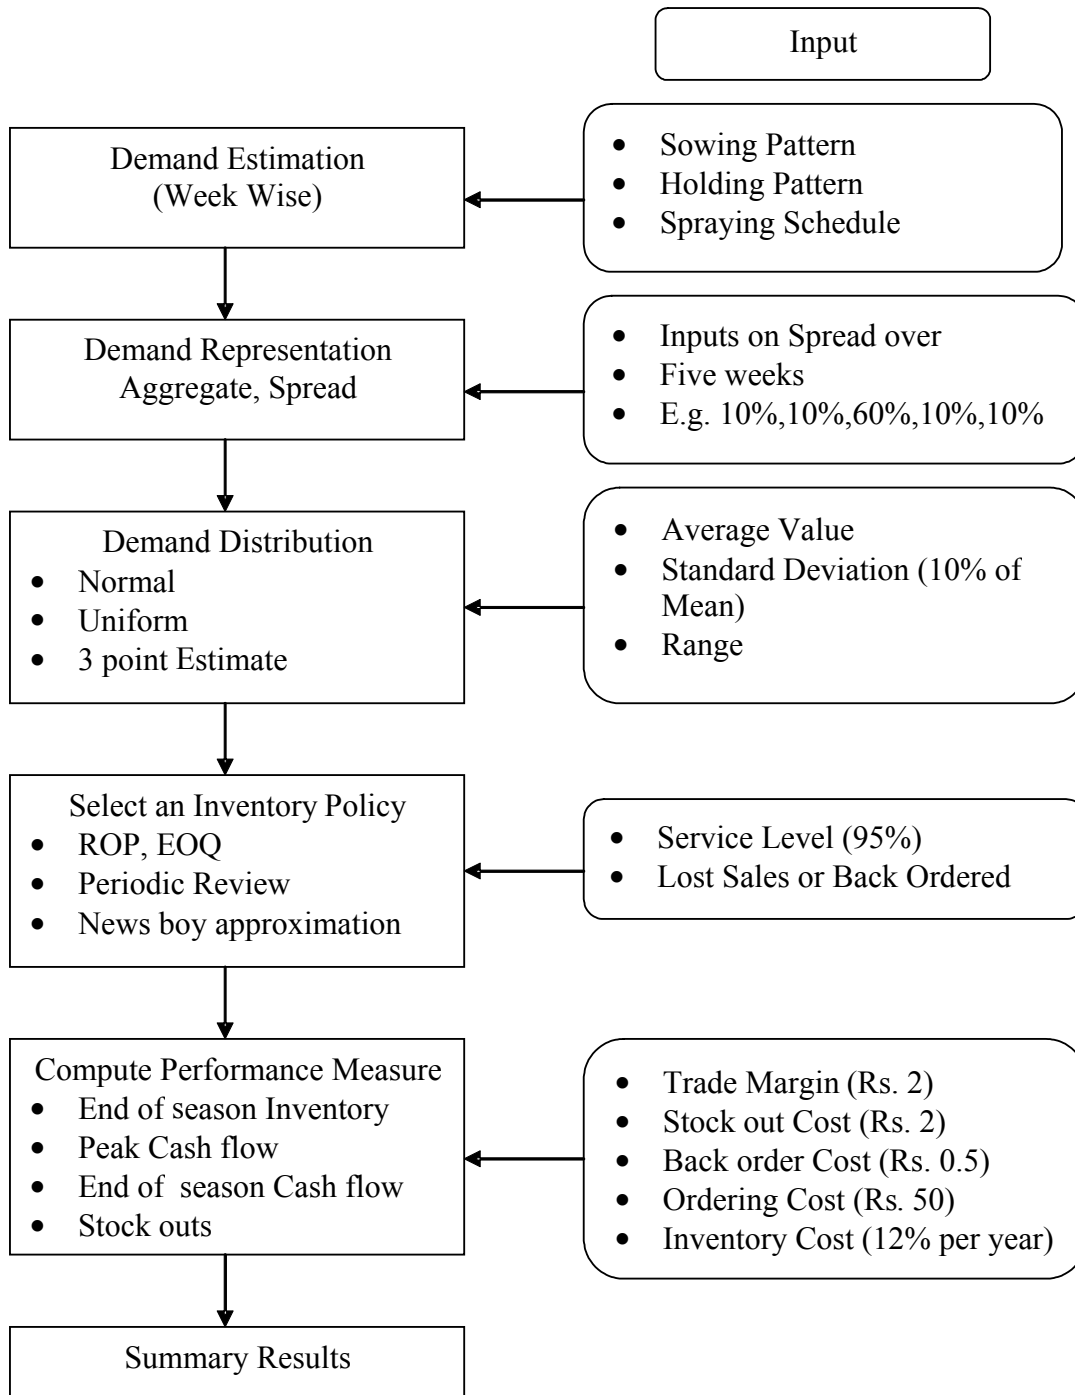 Input
Demand Estimation
(Week Wise)
• Sowing Pattern
• Holding Pattern
• Spraying Schedule
Demand Representation
Aggregate, Spread
• Inputs on Spread over
• Five weeks
• E.g. 10%,10%,60%,10%,10%
Demand Distribution
• Normal
• Uniform
• 3 point Estimate
• Average Value
• Standard Deviation (10% of
Mean)
• Range
Select an Inventory Policy
• ROP, EOQ
• Periodic Review
• News boy approximation
• Service Level (95%)
• Lost Sales or Back Ordered
Compute Performance Measure
• End of season Inventory
• Peak Cash flow
• End of season Cash flow
• Stock outs
• Trade Margin (Rs. 2)
• Stock out Cost (Rs. 2)
• Back order Cost (Rs. 0.5)
• Ordering Cost (Rs. 50)
• Inventory Cost (12% per year)
Summary Results